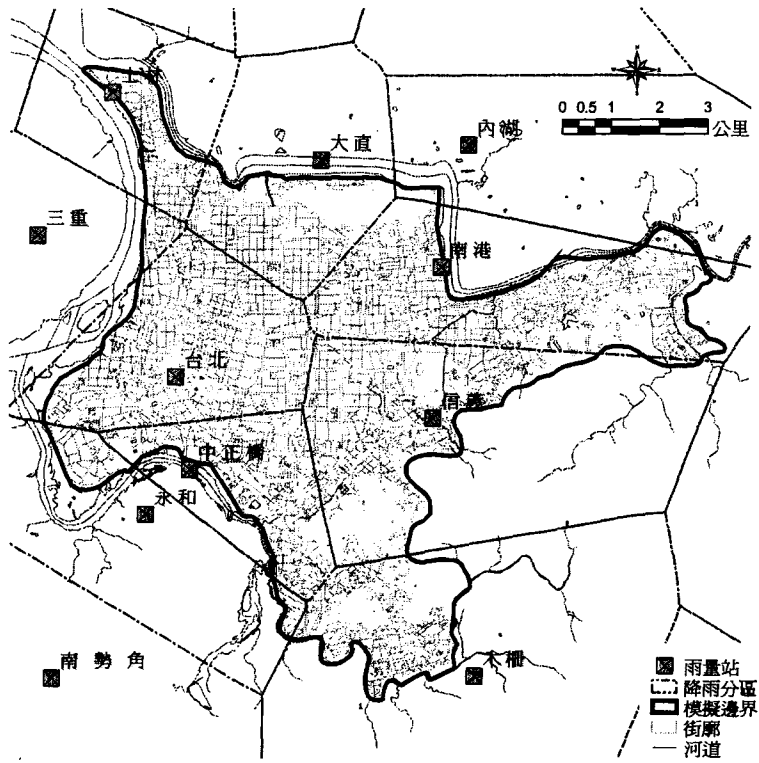 大直
內湖
0 0.5 1 2 3
公里
三重
南港
台北
信義
中正橋
永和
南勢角
木柵
雨量站
降雨分區
模擬邊界
街廓
河道